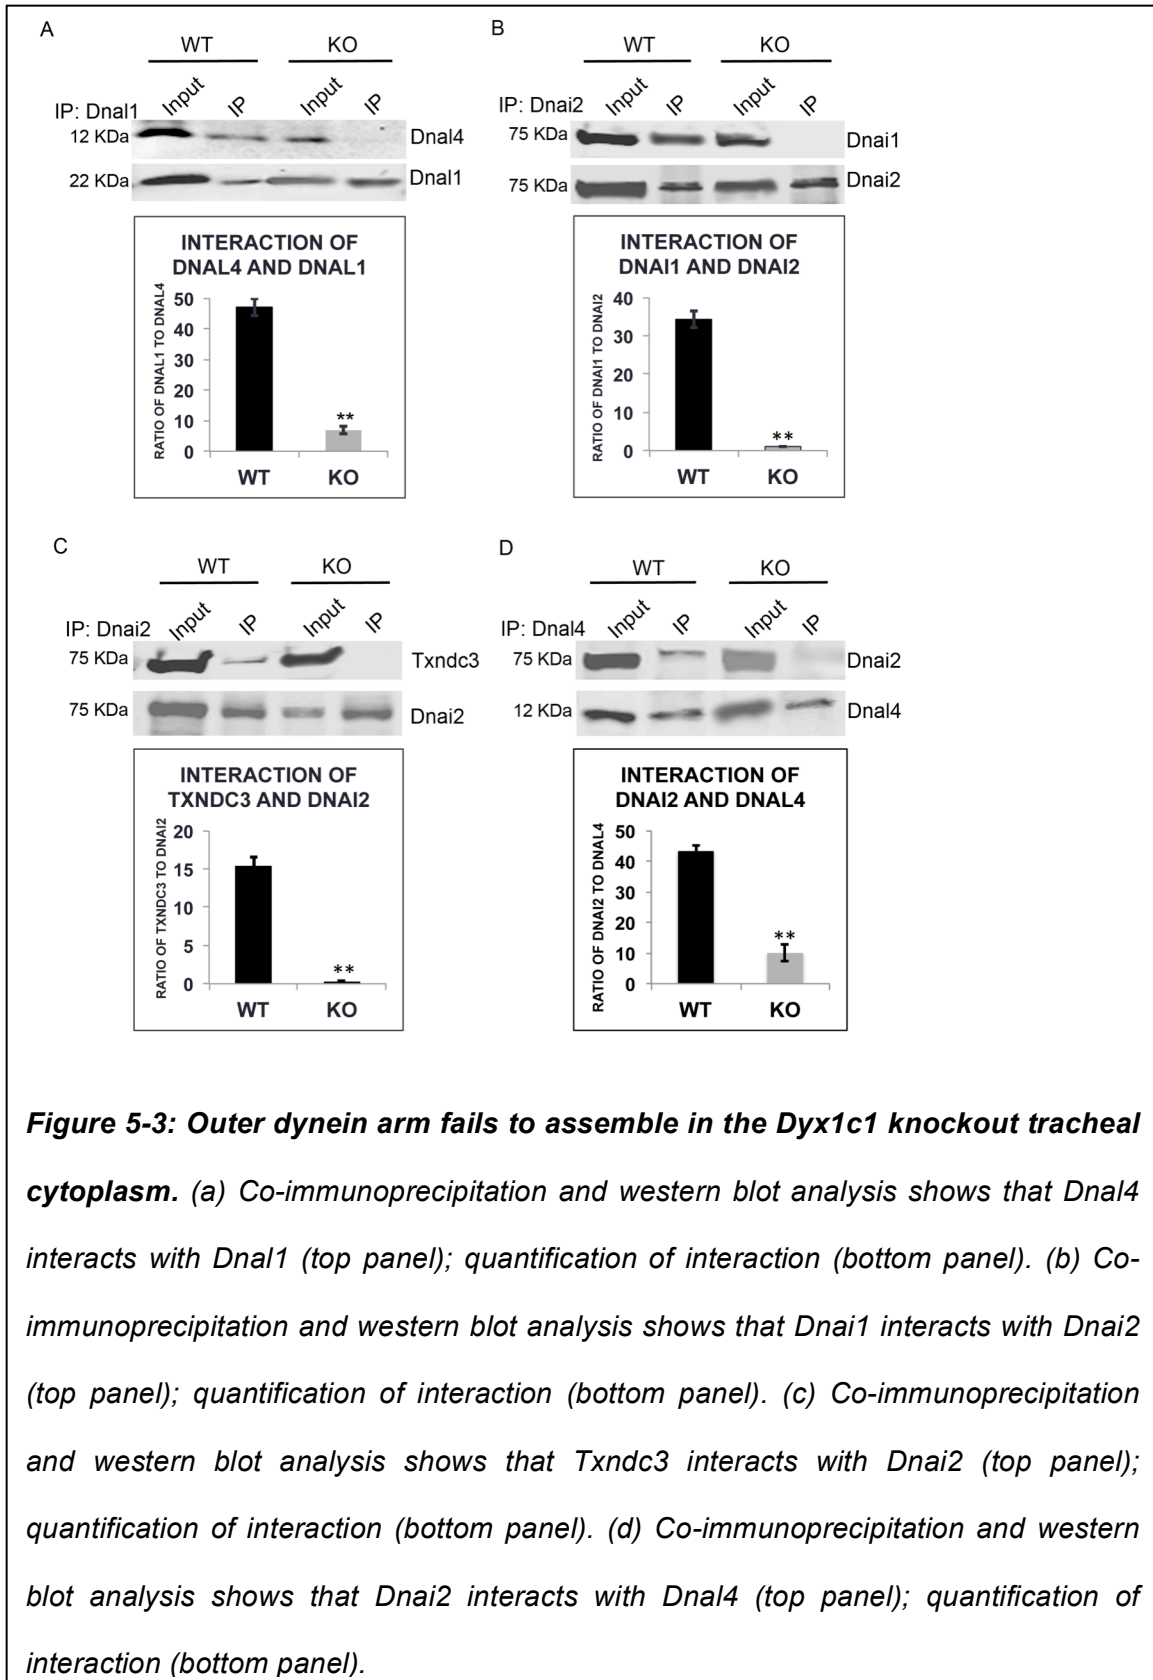 A
WT KO
Input IP Input IP
IP: Dnal1
12 KDa Dnal4
22 KDa Dnal1
INTERACTION OF
DNAL4 AND DNAL1
RATIO OF DNAL1 TO DNAL4
50
40
30
20
10
0
**
WT KO
B
WT KO
Input IP Input IP
IP: Dnai2
75 KDa Dnai1
75 KDa Dnai2
INTERACTION OF
DNAI1 AND DNAI2
RATIO OF DNAI1 TO DNAI2
40
30
20
10
0
**
WT KO
C
WT KO
Input IP Input IP
IP: Dnai2
75 KDa Txndc3
75 KDa Dnai2
INTERACTION OF
TXNDC3 AND DNAI2
RATIO OF TXNDC3 TO DNAI2
20
15
10
5
0
**
WT KO
D
WT KO
Input IP Input IP
IP: Dnal4
75 KDa Dnai2
12 KDa Dnal4
INTERACTION OF
DNAI2 AND DNAL4
RATIO OF DNAI2 TO DNAL4
50
40
30
20
10
0
**
WT KO
Figure 5-3: Outer dynein arm fails to assemble in the Dyx1c1 knockout tracheal
cytoplasm. (a) Co-immunoprecipitation and western blot analysis shows that Dnal4
interacts with Dnal1 (top panel); quantification of interaction (bottom panel). (b) Co-
immunoprecipitation and western blot analysis shows that Dnai1 interacts with Dnai2
(top panel); quantification of interaction (bottom panel). (c) Co-immunoprecipitation
and western blot analysis shows that Txndc3 interacts with Dnai2 (top panel);
quantification of interaction (bottom panel). (d) Co-immunoprecipitation and western
blot analysis shows that Dnai2 interacts with Dnal4 (top panel); quantification of
interaction (bottom panel).